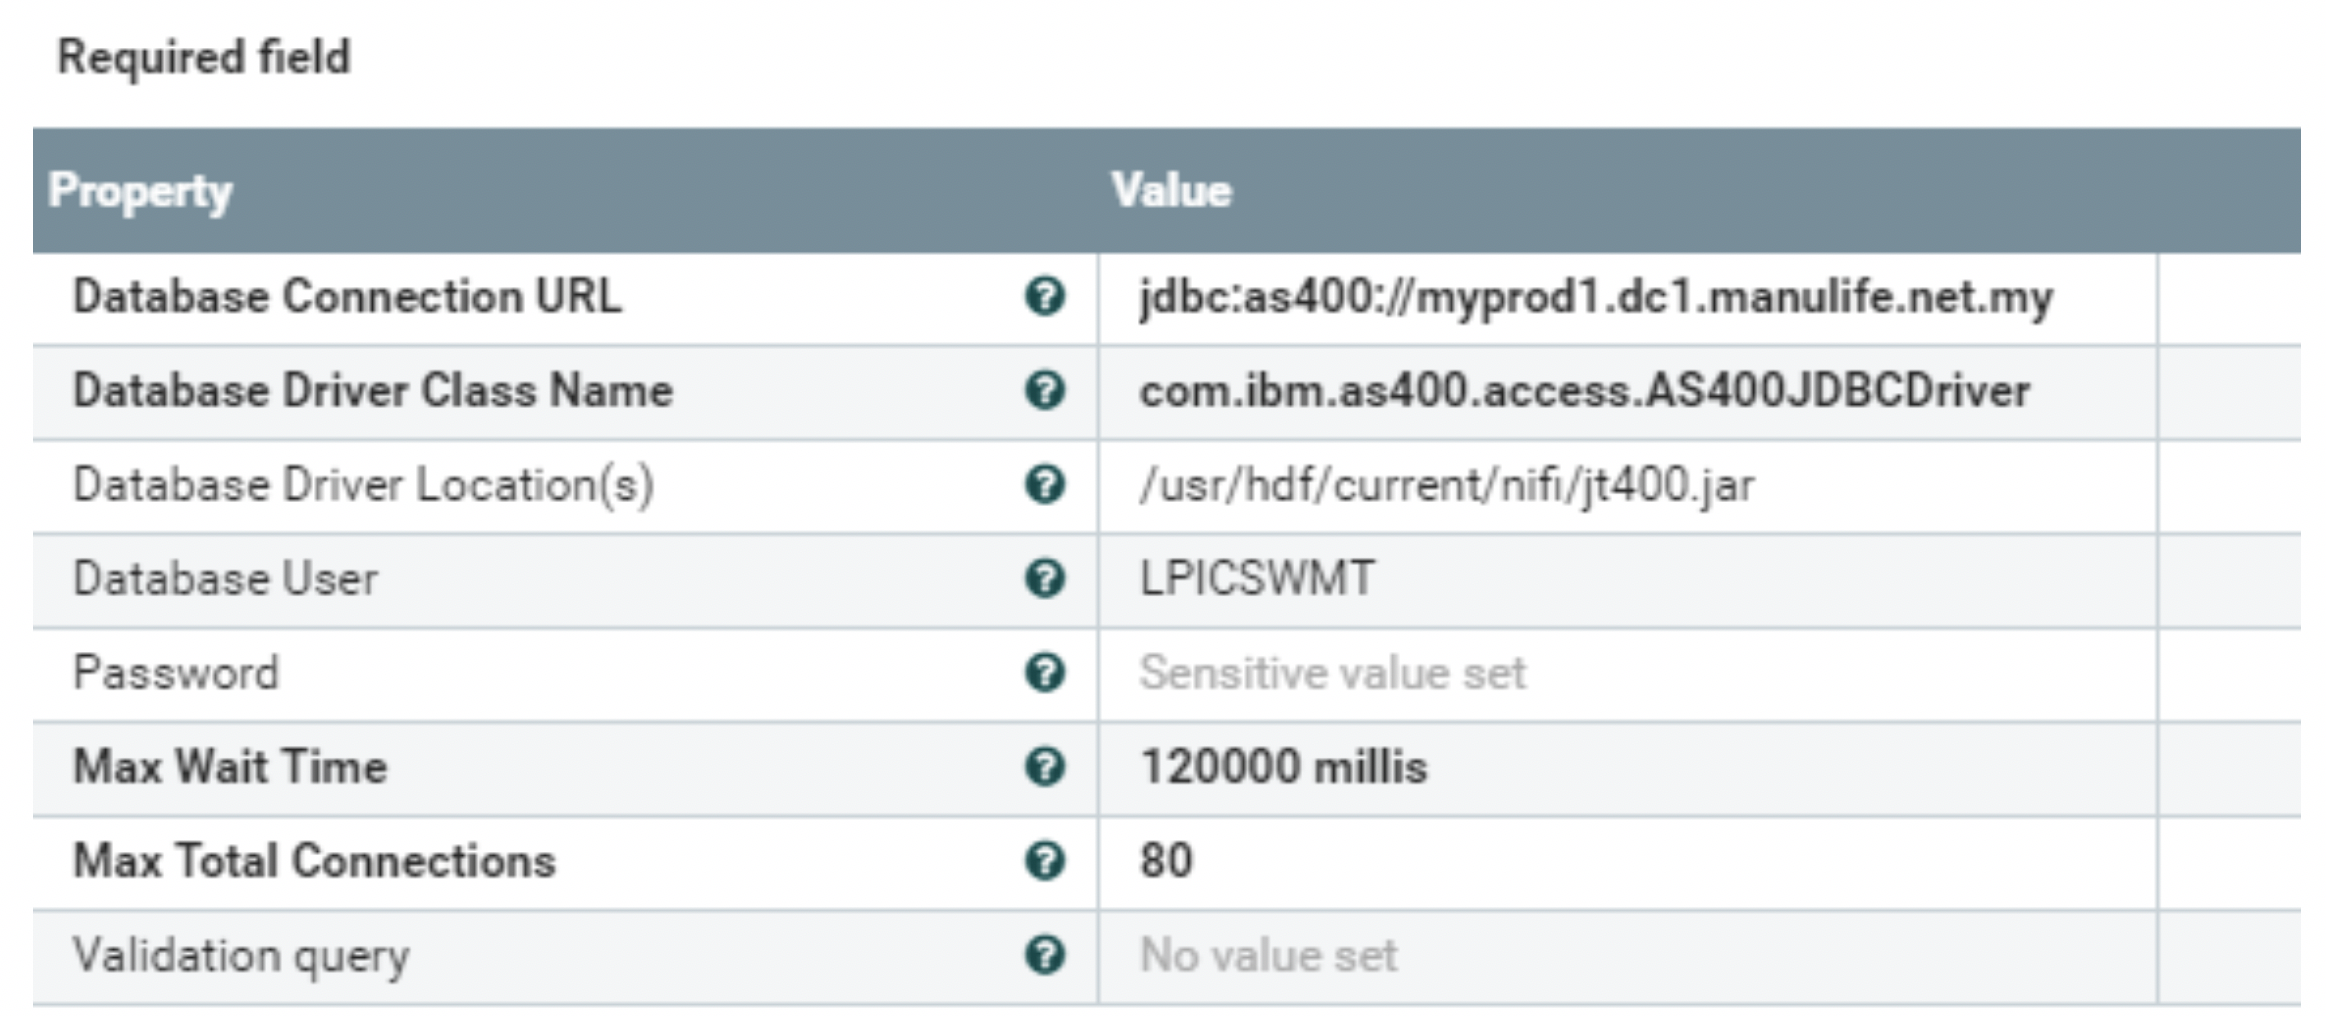 Required field
Property Value
Database Connection URL ? jdbc:as400://myprod1.dc1.manulife.net.my
Database Driver Class Name ? com.ibm.as400.access.AS400JDBCDriver
Database Driver Location(s) ? /usr/hdf/current/nifi/jt400.jar
Database User ? LPICSWMT
Password ? Sensitive value set
Max Wait Time ? 120000 millis
Max Total Connections ? 80
Validation query ? No value set